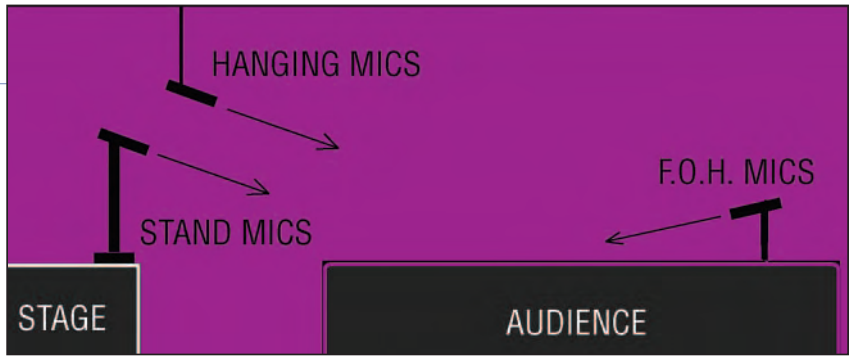 HANGING MICS
F.O.H. MICS
STAND MICS
STAGE
AUDIENCE